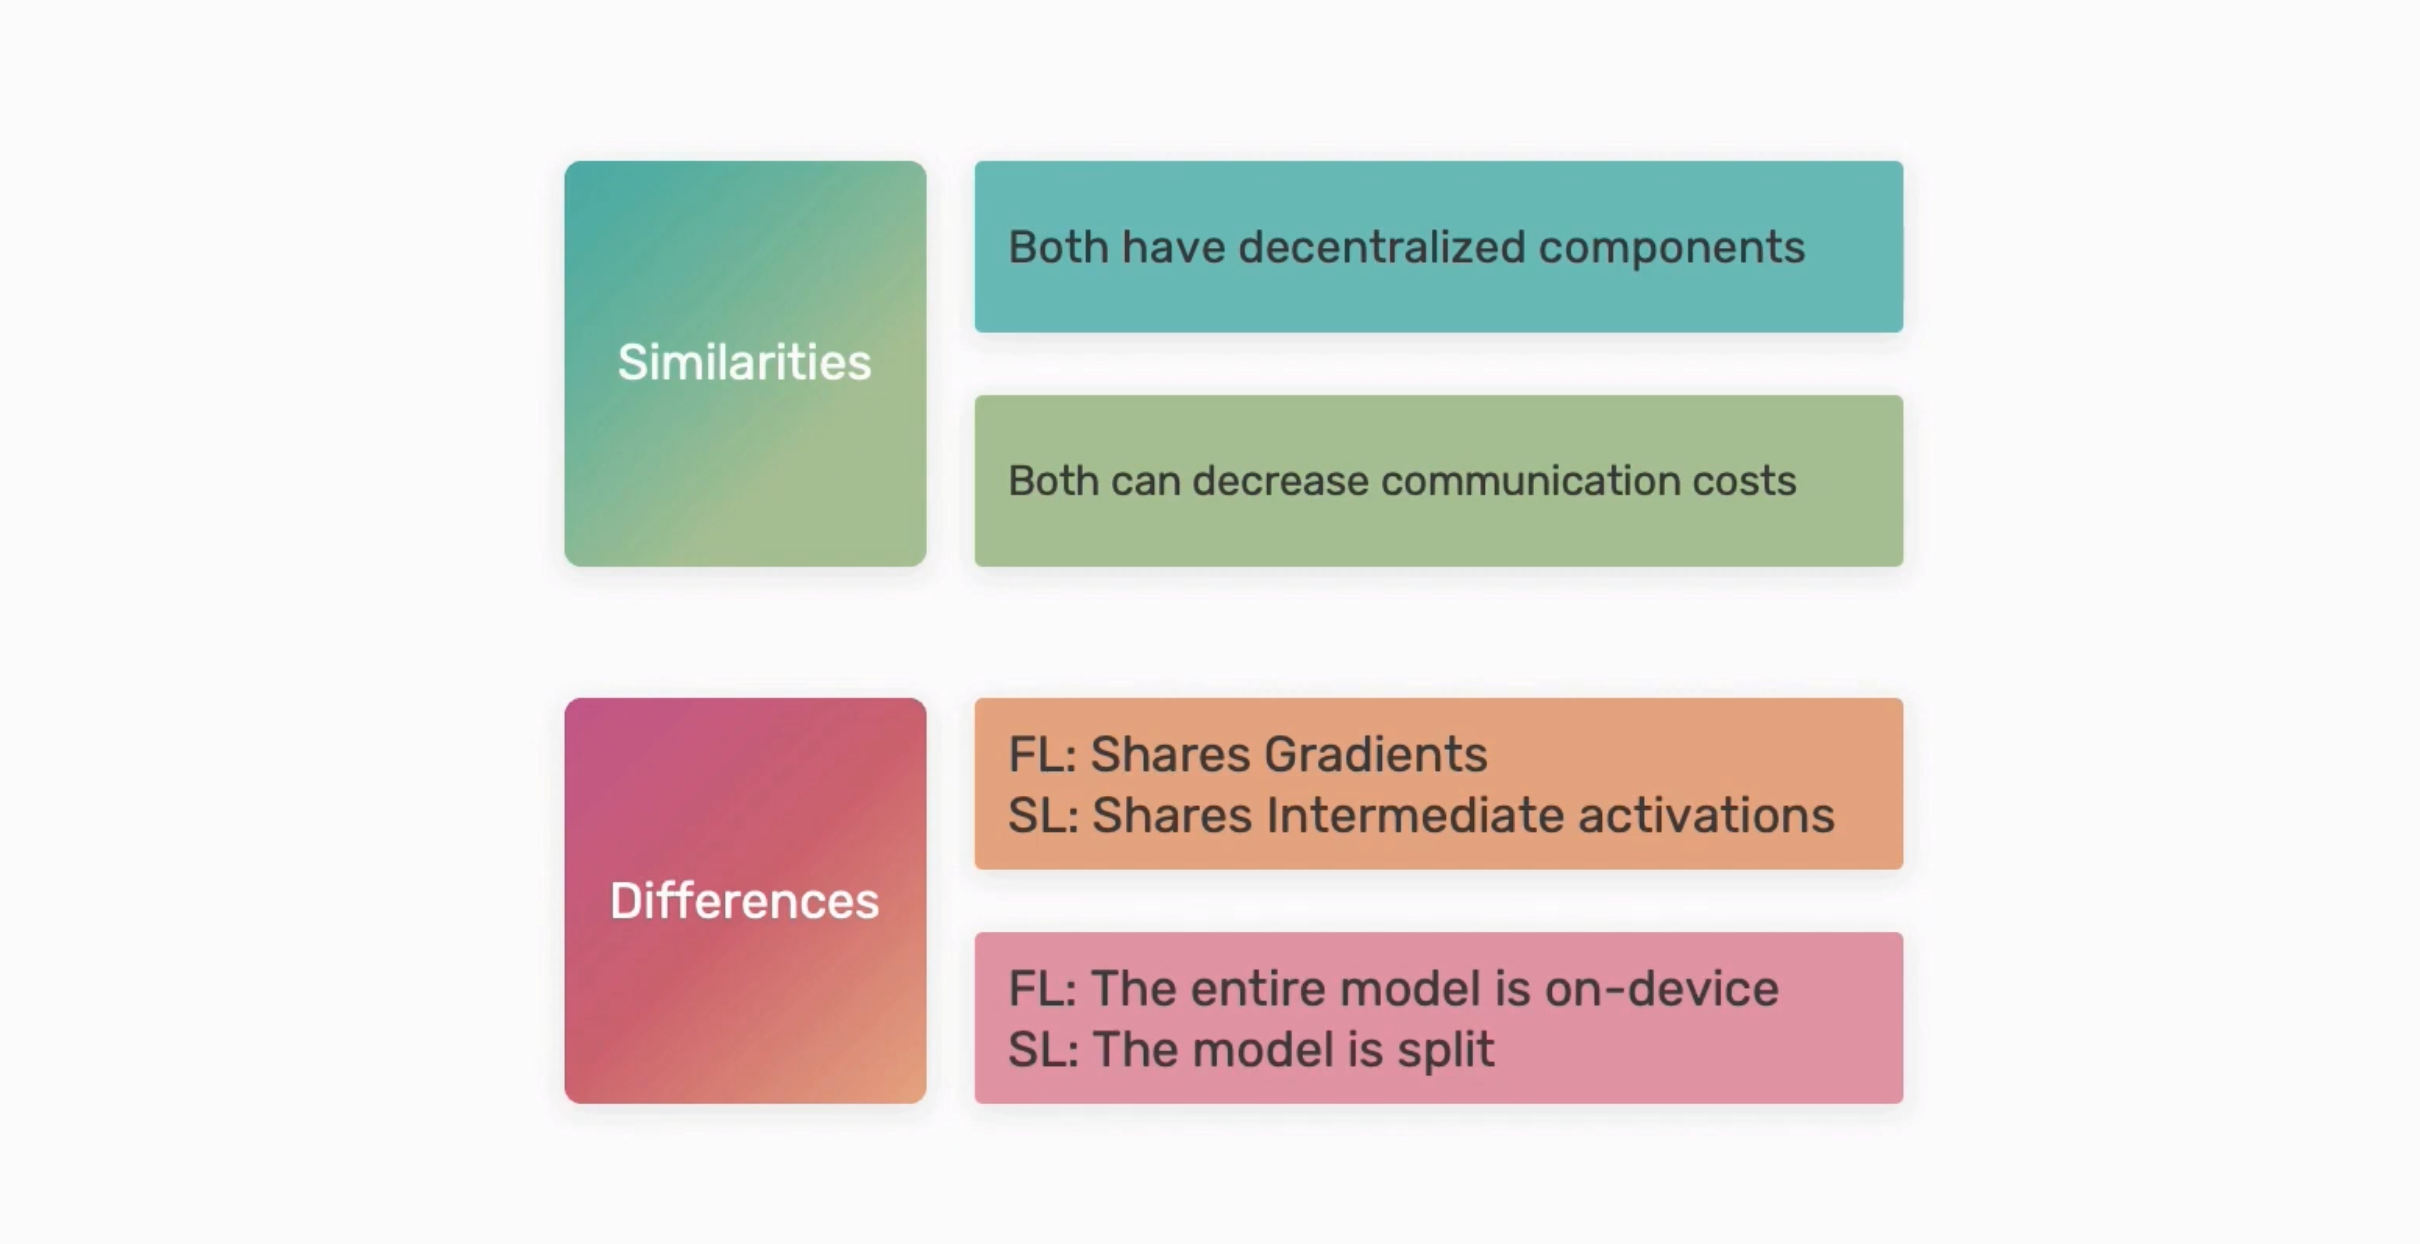 Similarities
Both have decentralized components
Both can decrease communication costs
Differences
FL: Shares Gradients
SL: Shares Intermediate activations
FL: The entire model is on-device
SL: The model is split